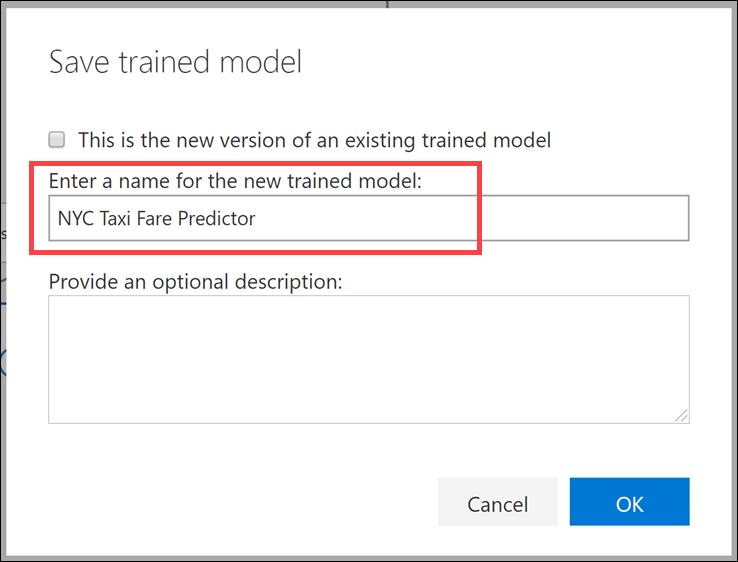 Save trained model
This is the new version of an existing trained model
Enter a name for the new trained model:
NYC Taxi Fare Predictor
Provide an optional description:
Cancel
OK